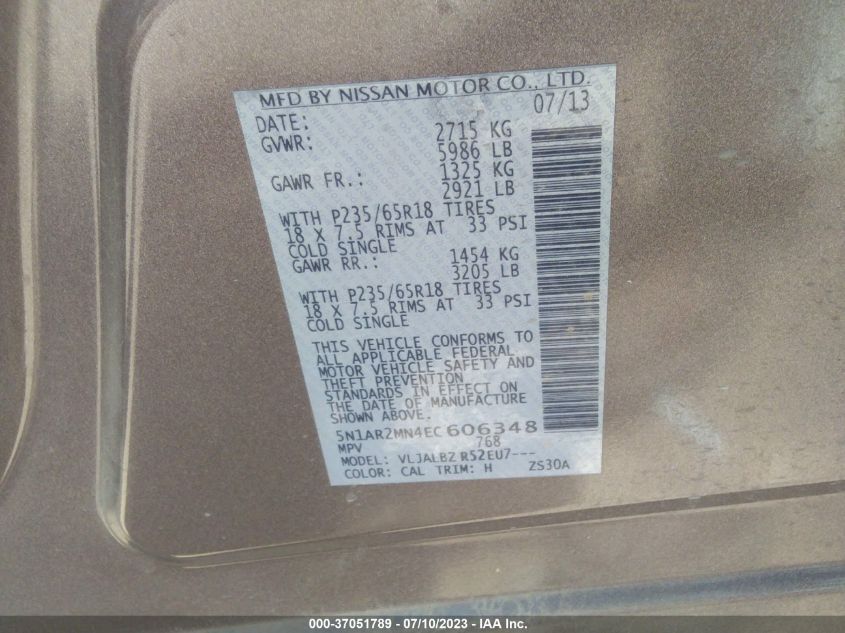 MFD BY NISSAN MOTOR CO., LTD.
DATE: 07/13
GVWR: 2715 KG
5986 LB
GAWR FR.: 1325 KG
2921 LB
WITH P235/65R18 TIRES
18 X 7.5 RIMS AT 33 PSI
COLD SINGLE
GAWR RR.: 1454 KG
3205 LB
WITH P235/65R18 TIRES
18 X 7.5 RIMS AT 33 PSI
COLD SINGLE
THIS VEHICLE CONFORMS TO
ALL APPLICABLE FEDERAL
MOTOR VEHICLE SAFETY AND
THEFT PREVENTION
STANDARDS IN EFFECT ON
THE DATE OF MANUFACTURE
SHOWN ABOVE.
5N1AR2MN4EC606348
MPV 768
MODEL: VLJALBZ R52EU7---
COLOR: CAL TRIM: H ZS30A
000-37051789 - 07/10/2023 - IAA Inc.